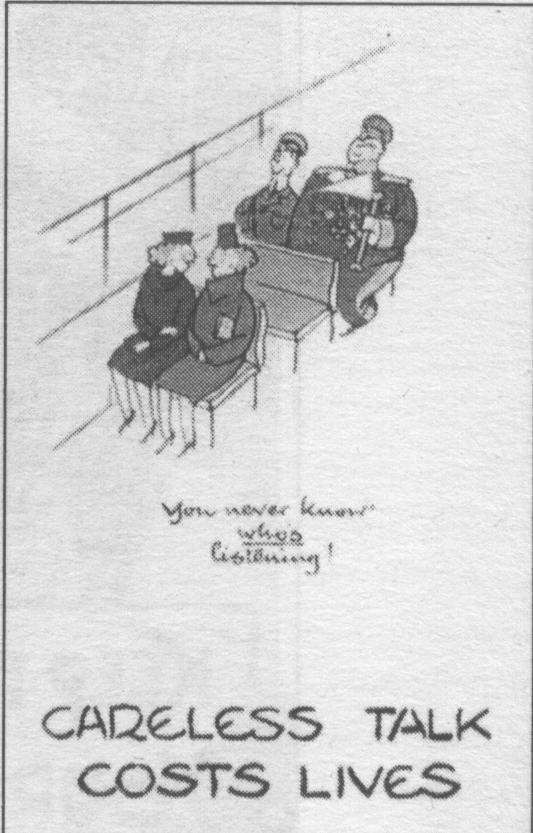 You never know
who's
listening!
CARELESS TALK
COSTS LIVES